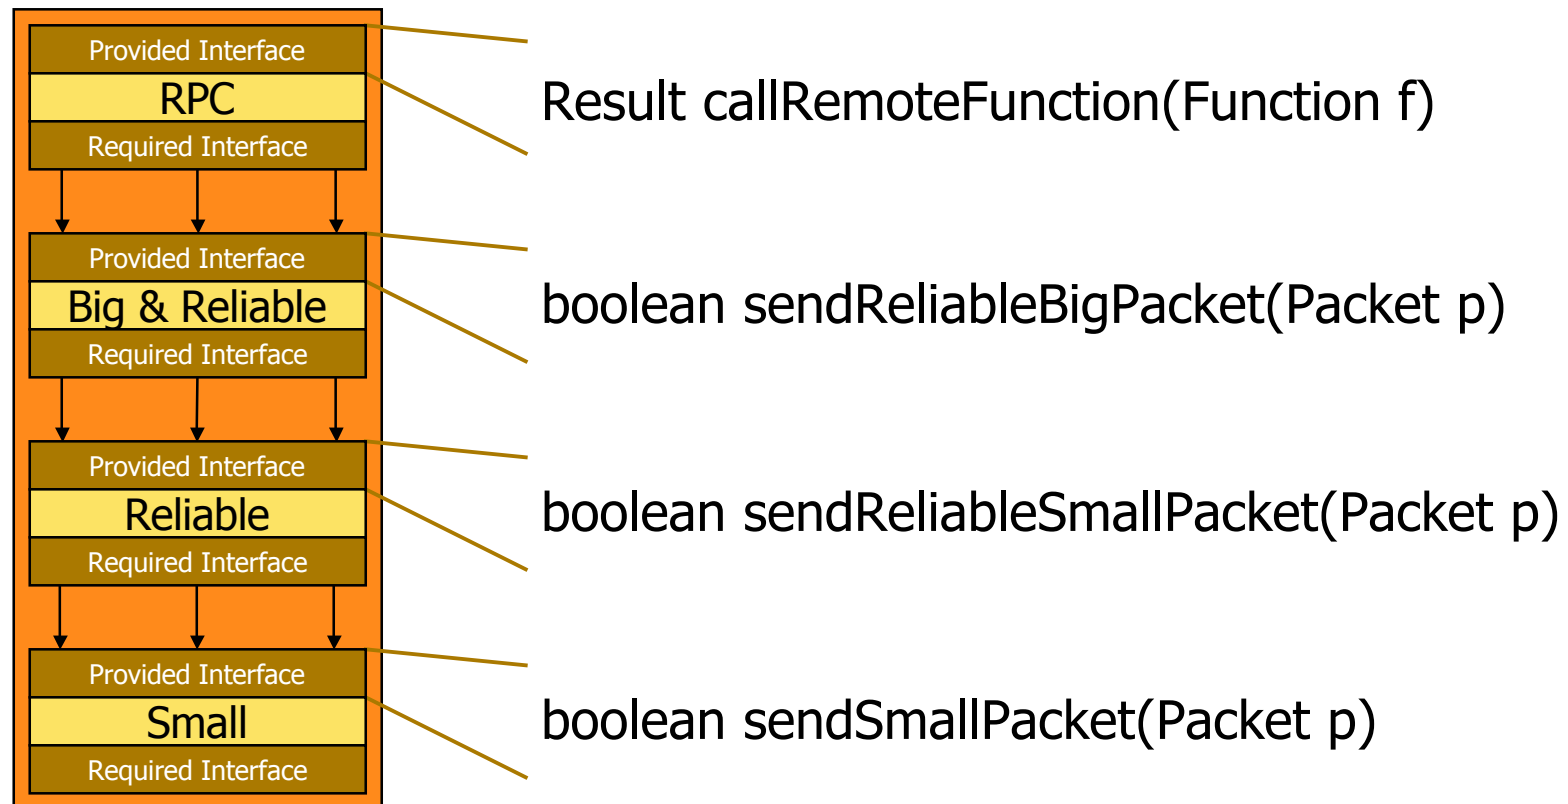 Provided Interface
RPC
Required Interface
Result callRemoteFunction(Function f)
Provided Interface
Big & Reliable
Required Interface
boolean sendReliableBigPacket(Packet p)
Provided Interface
Reliable
Required Interface
boolean sendReliableSmallPacket(Packet p)
Provided Interface
Small
Required Interface
boolean sendSmallPacket(Packet p)